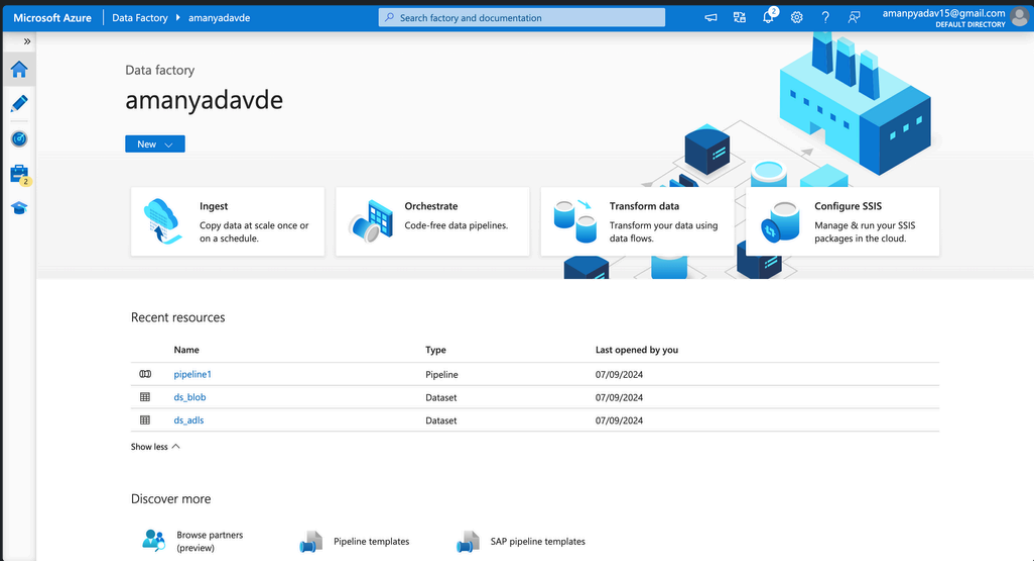 Microsoft Azure
Data Factory
amanyadavde
Search factory and documentation
2
amanpyadav15@gmail.com
DEFAULT DIRECTORY
Data factory
amanyadavde
New
Ingest
Copy data at scale once or
on a schedule.
Orchestrate
Code-free data pipelines.
Transform data
Transform your data using
data flows.
Configure SSIS
Manage & run your SSIS
packages in the cloud.
2
Recent resources
Name Type Last opened by you
pipeline1 Pipeline 07/09/2024
ds_blob Dataset 07/09/2024
ds_adls Dataset 07/09/2024
Show less
Discover more
Browse partners
(preview)
Pipeline templates
SAP pipeline templates